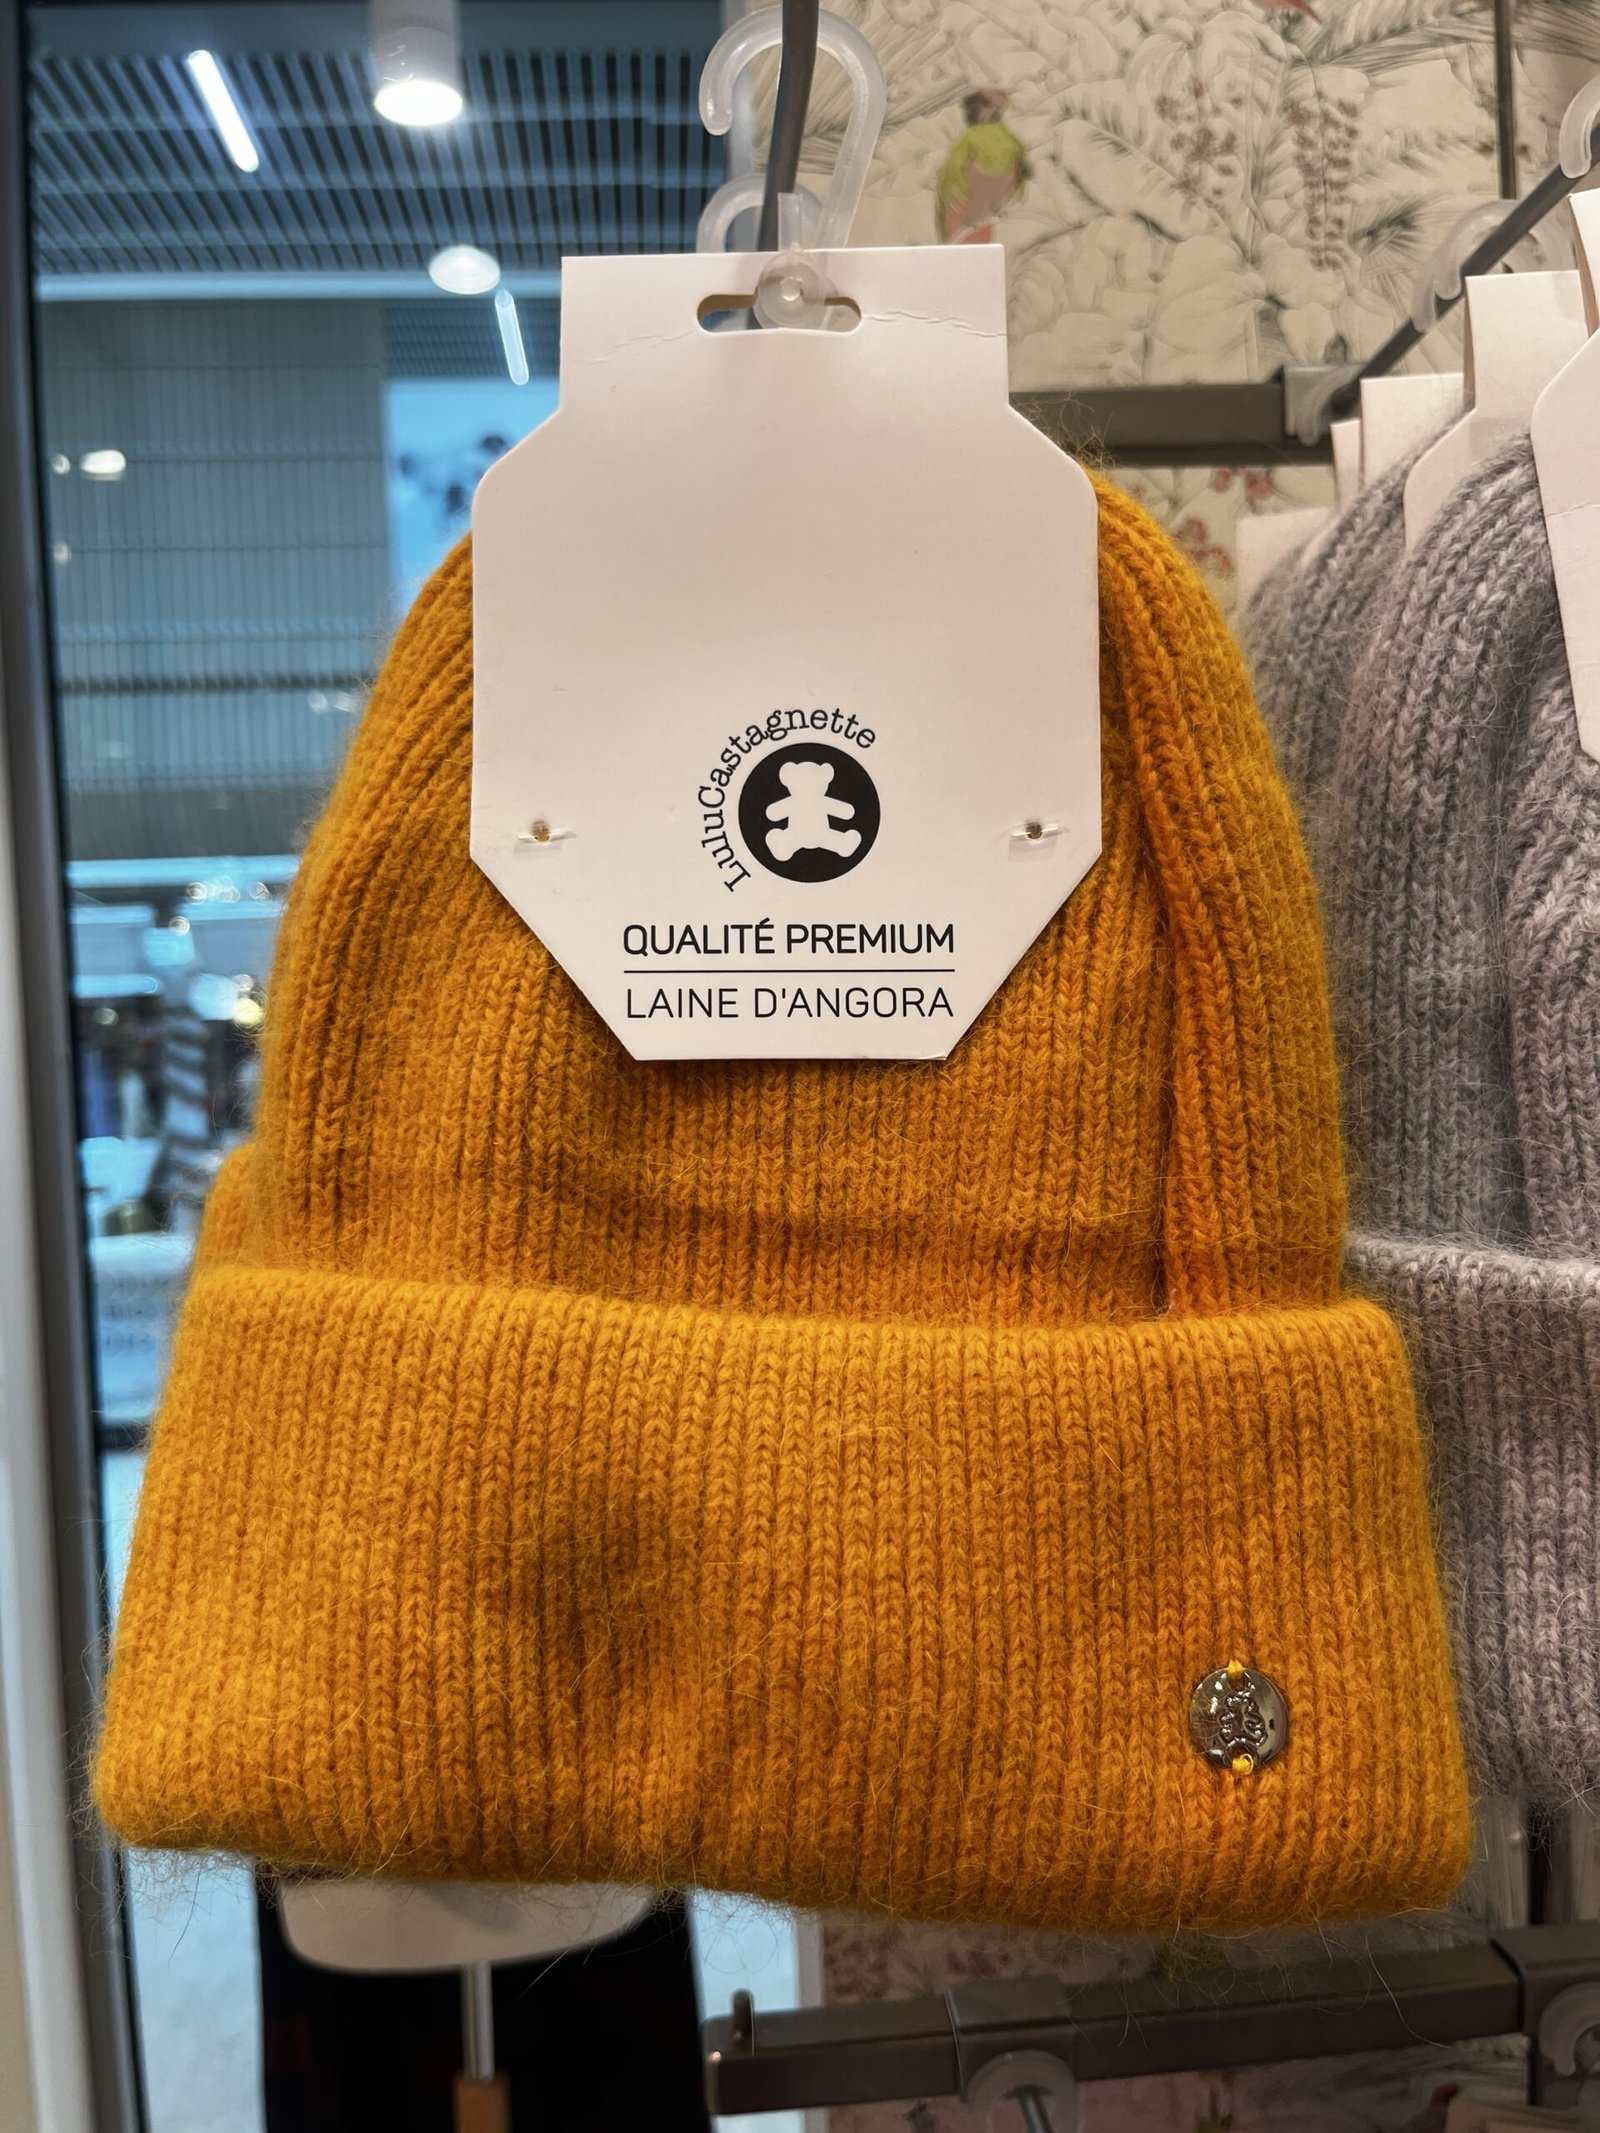 LuluCastagnette
QUALITÉ PREMIUM
LAINE D'ANGORA